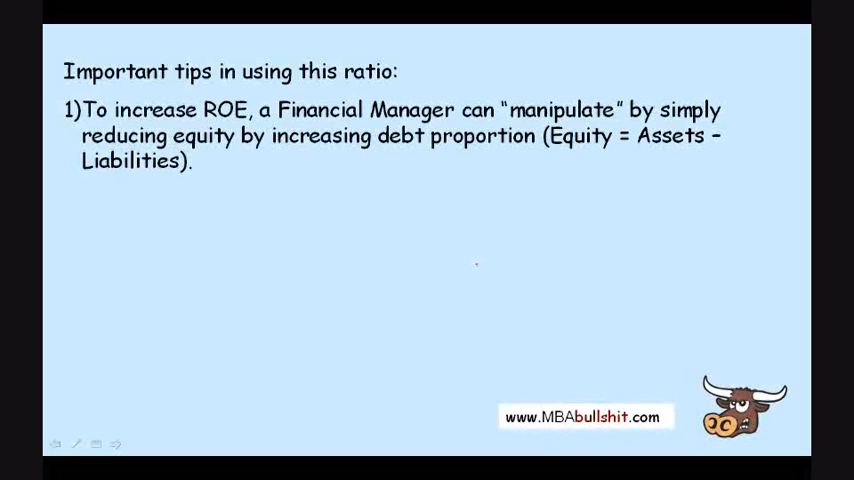 Important tips in using this ratio:
1)To increase ROE, a Financial Manager can “manipulate” by simply
reducing equity by increasing debt proportion (Equity = Assets –
Liabilities).
www.MBAbullshit.com